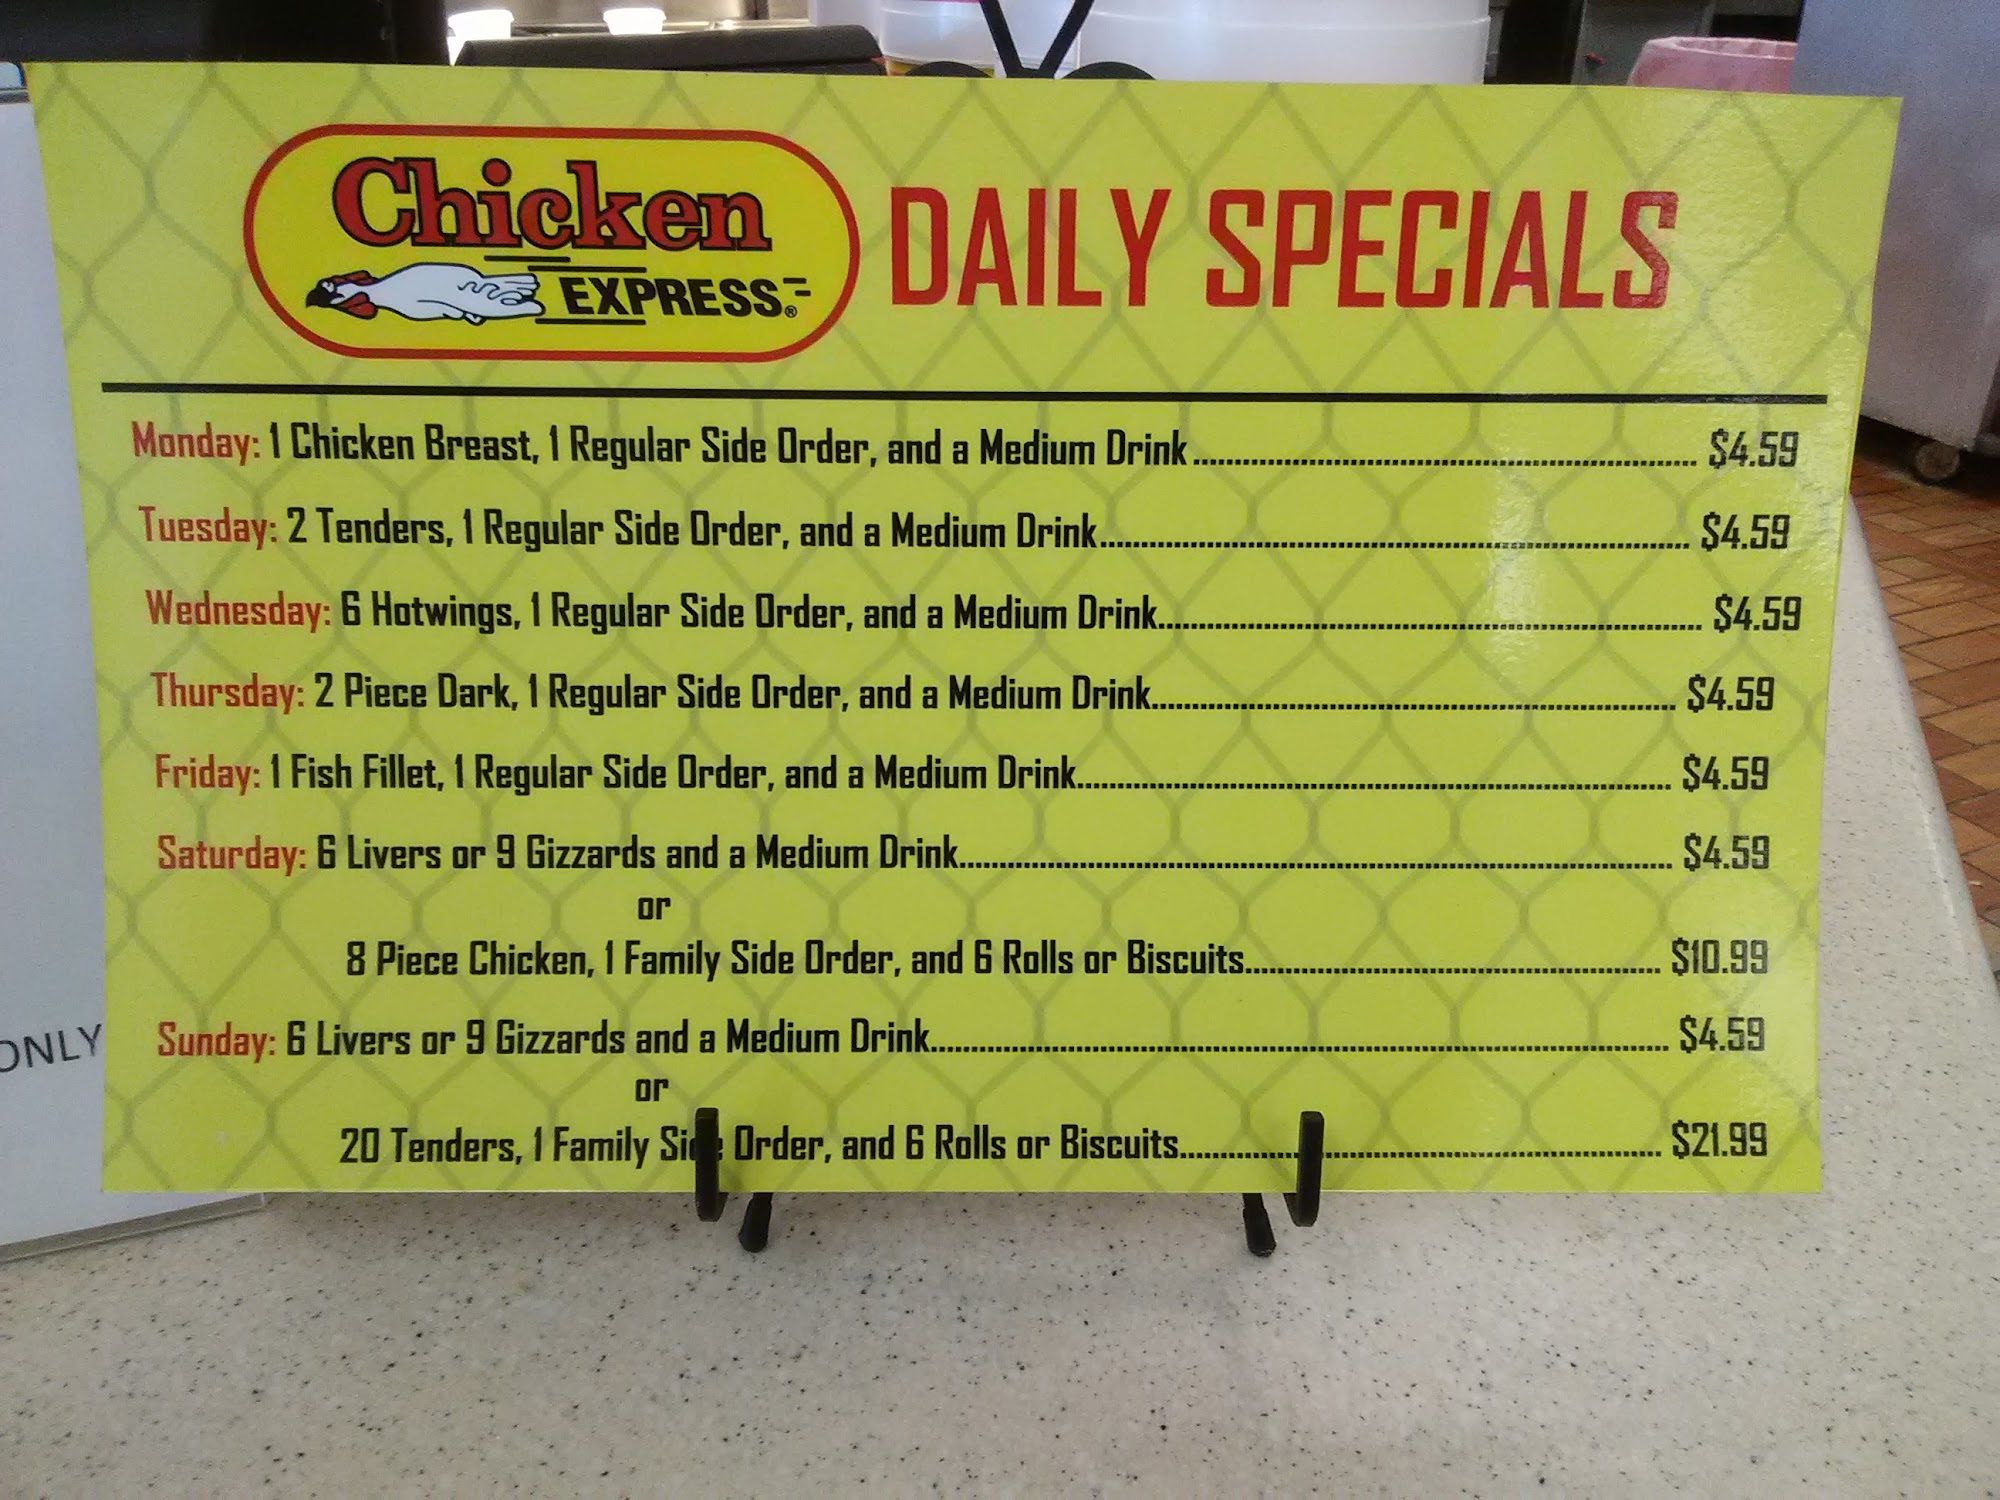 Chicken
EXPRESS®
DAILY SPECIALS
Monday: 1 Chicken Breast, 1 Regular Side Order, and a Medium Drink.......... $4.59
Tuesday: 2 Tenders, 1 Regular Side Order, and a Medium Drink.......... $4.59
Wednesday: 6 Hotwings, 1 Regular Side Order, and a Medium Drink.......... $4.59
Thursday: 2 Piece Dark, 1 Regular Side Order, and a Medium Drink.......... $4.59
Friday: 1 Fish Fillet, 1 Regular Side Order, and a Medium Drink.......... $4.59
Saturday: 6 Livers or 9 Gizzards and a Medium Drink.......... $4.59
or
8 Piece Chicken, 1 Family Side Order, and 6 Rolls or Biscuits.......... $10.99
Sunday: 6 Livers or 9 Gizzards and a Medium Drink.......... $4.59
or
20 Tenders, 1 Family Side Order, and 6 Rolls or Biscuits.......... $21.99
ONLY